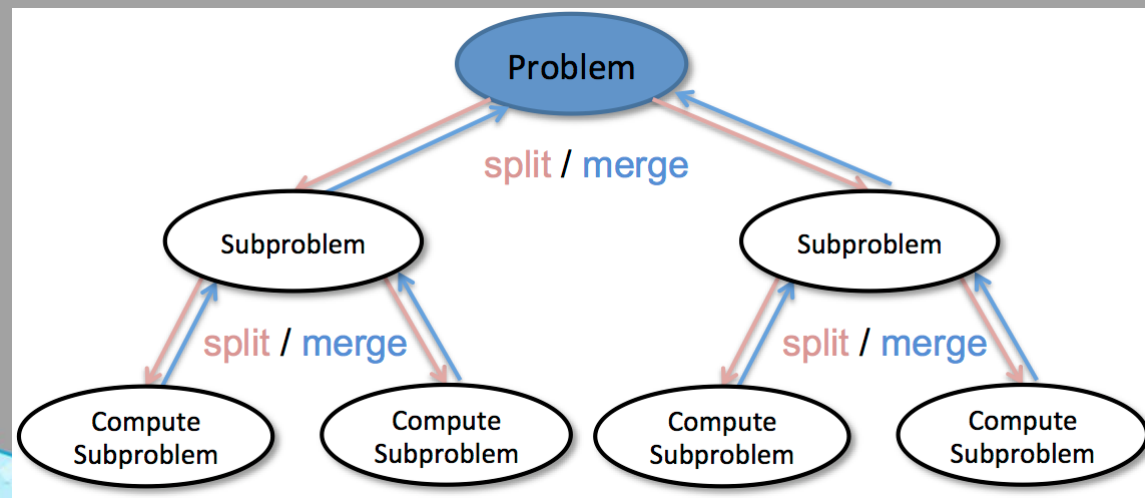 Problem
split / merge
Subproblem
Subproblem
split / merge
split / merge
Compute
Subproblem
Compute
Subproblem
Compute
Subproblem
Compute
Subproblem